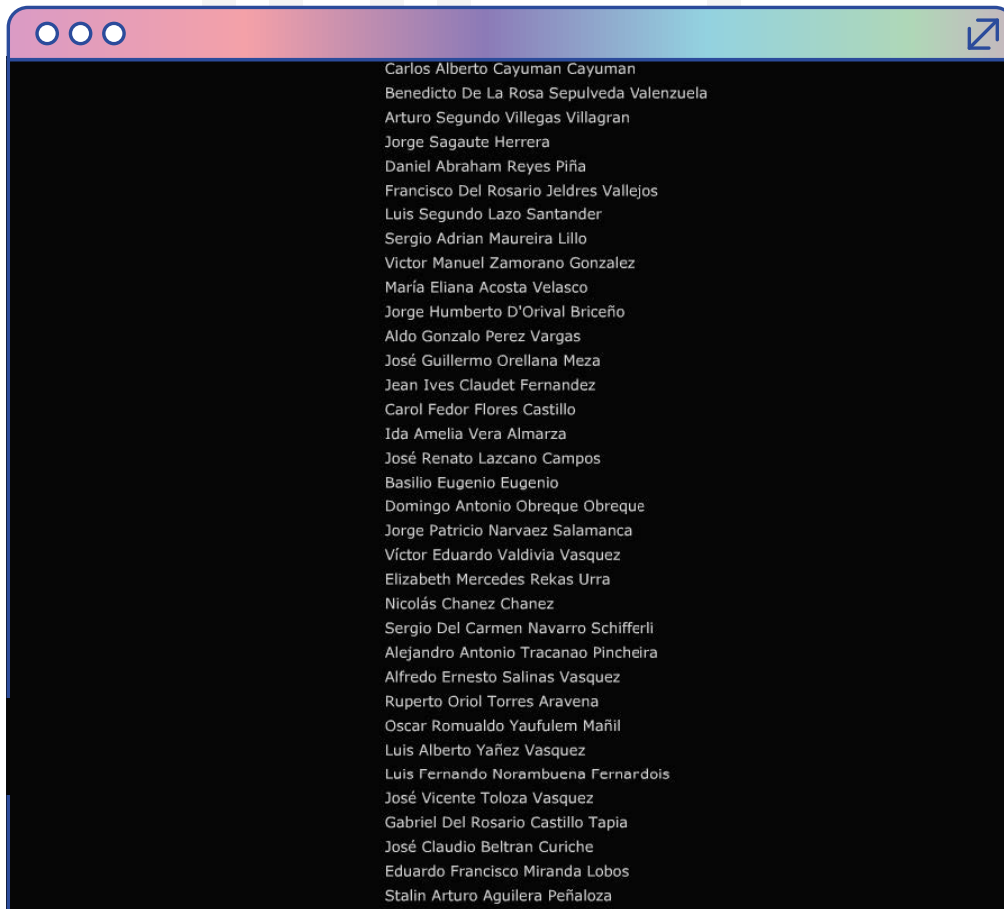 Carlos Alberto Cayuman Cayuman
Benedicto De La Rosa Sepulveda Valenzuela
Arturo Segundo Villegas Villagran
Jorge Sagaute Herrera
Daniel Abraham Reyes Piña
Francisco Del Rosario Jeldres Vallejos
Luis Segundo Lazo Santander
Sergio Adrian Maureira Lillo
Victor Manuel Zamorano Gonzalez
María Eliana Acosta Velasco
Jorge Humberto D'Orival Briceño
Aldo Gonzalo Perez Vargas
José Guillermo Orellana Meza
Jean Ives Claudet Fernandez
Carol Fedor Flores Castillo
Ida Amelia Vera Almarza
José Renato Lazcano Campos
Basilio Eugenio Eugenio
Domingo Antonio Obreque Obreque
Jorge Patricio Narvaez Salamanca
Víctor Eduardo Valdivia Vasquez
Elizabeth Mercedes Rekas Urra
Nicolás Chanez Chanez
Sergio Del Carmen Navarro Schifferli
Alejandro Antonio Tracanao Pincheira
Alfredo Ernesto Salinas Vasquez
Ruperto Oriol Torres Aravena
Oscar Romualdo Yaufulem Mañil
Luis Alberto Yañez Vasquez
Luis Fernando Norambuena Fernardois
José Vicente Toloza Vasquez
Gabriel Del Rosario Castillo Tapia
José Claudio Beltran Curiche
Eduardo Francisco Miranda Lobos
Stalin Arturo Aguilera Peñaloza